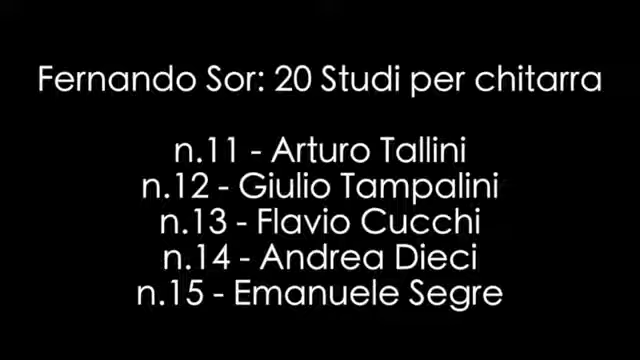 Fernando Sor: 20 Studi per chitarra
n.11 - Arturo Tallini
n.12 - Giulio Tampalini
n.13 - Flavio Cucchi
n.14 - Andrea Dieci
n.15 - Emanuele Segre